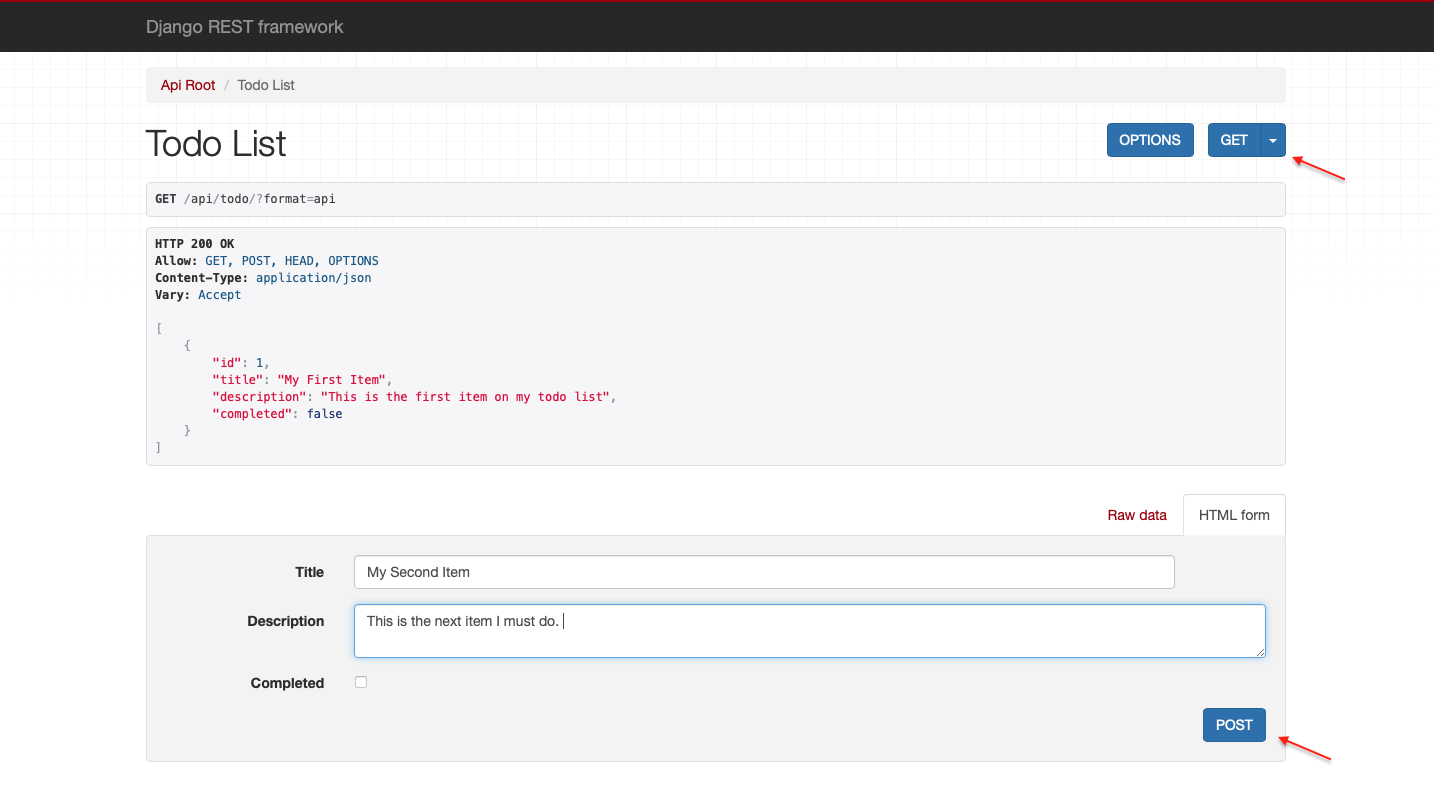 Django REST framework
Api Root / Todo List
Todo List
OPTIONS GET
GET /api/todo/?format=api
HTTP 200 OK
Allow: GET, POST, HEAD, OPTIONS
Content-Type: application/json
Vary: Accept
[
    {
        "id": 1,
        "title": "My First Item",
        "description": "This is the first item on my todo list",
        "completed": false
    }
]
Raw data HTML form
Title My Second Item
Description This is the next item I must do.
Completed
POST